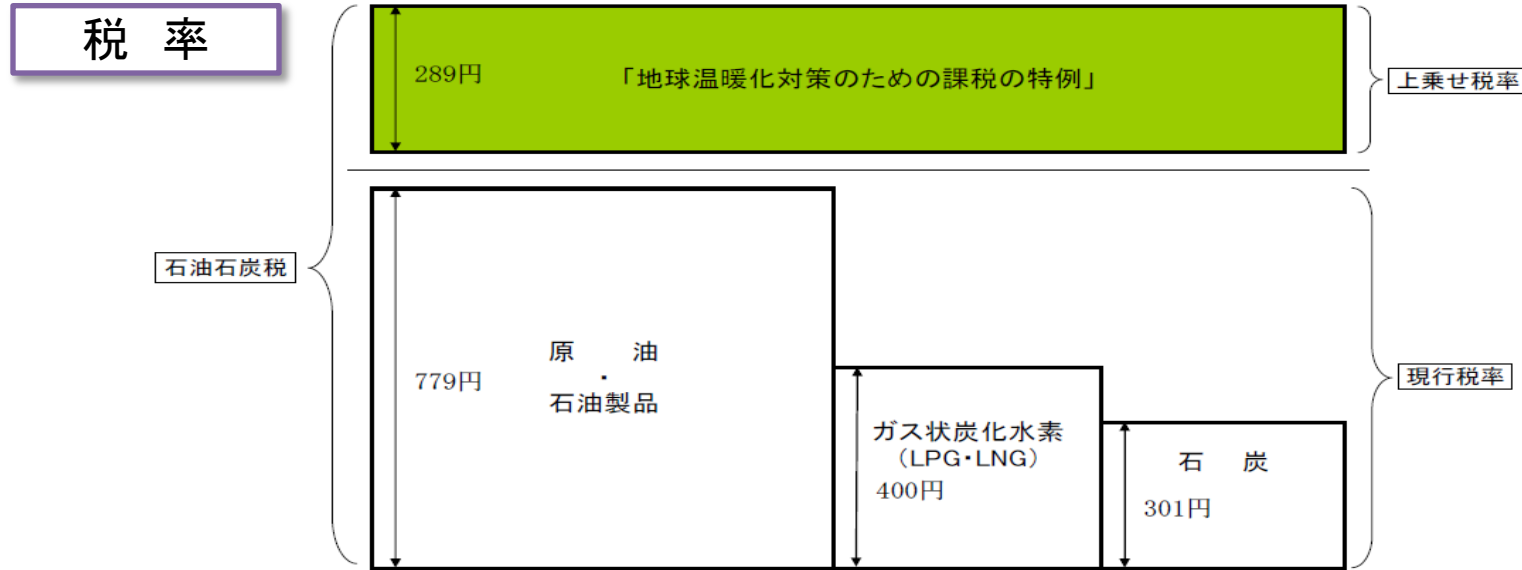 税 率
289円
「地球温暖化対策のための課税の特例」
上乗せ税率
石油石炭税
779円
原 油
・
石油製品
ガス状炭化水素
（LPG・LNG）
400円
石 炭
301円
現行税率